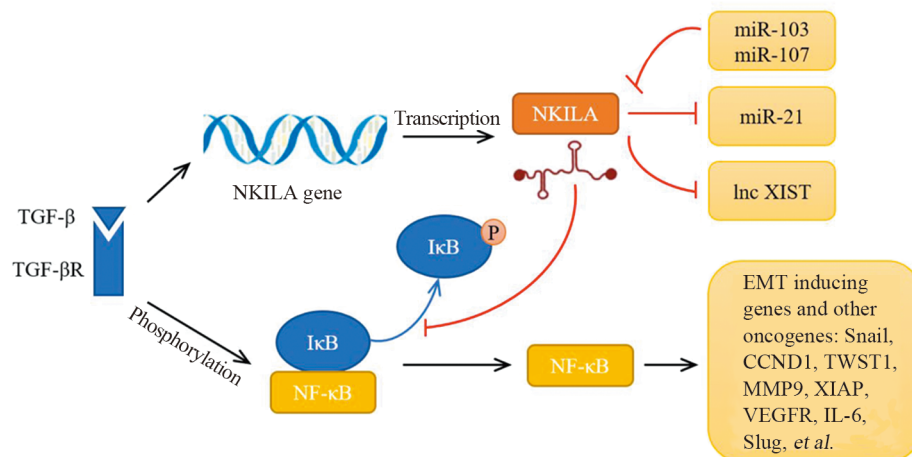 miR-103
miR-107
Transcription
NKILA
miR-21
NKILA gene
lnc XIST
TGF-β
TGF-βR
IκB
P
Phosphorylation
IκB
NF-κB
NF-κB
EMT inducing
genes and other
oncogenes: Snail,
CCND1, TWST1,
MMP9, XIAP,
VEGFR, IL-6,
Slug, et al.